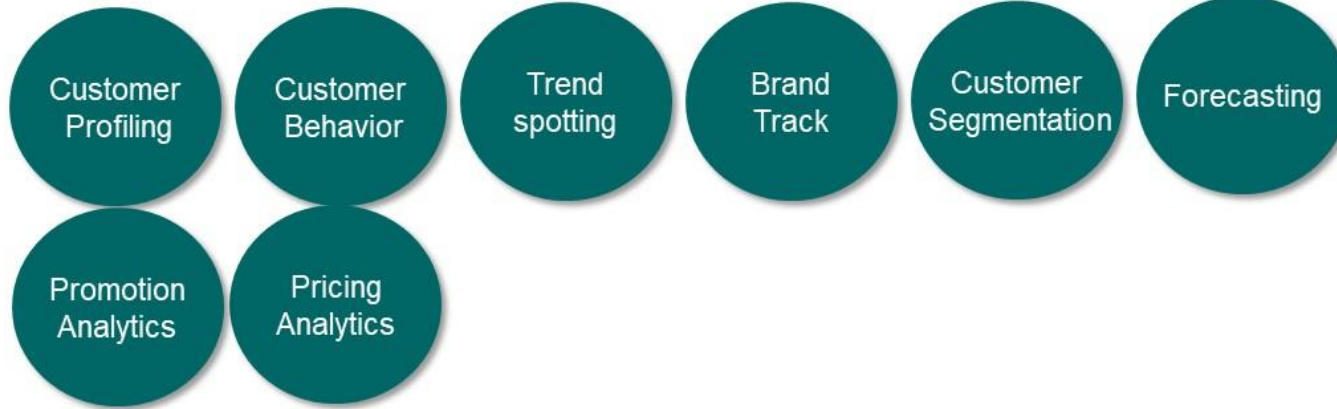 Customer
Profiling
Customer
Behavior
Trend
spotting
Brand
Track
Customer
Segmentation
Forecasting
Promotion
Analytics
Pricing
Analytics